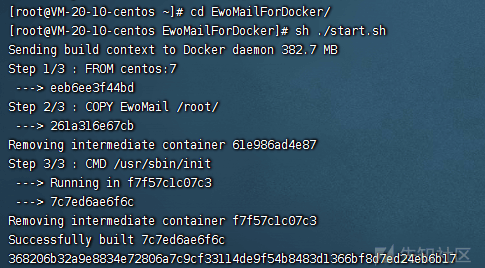 [root@VM-20-10-centos ~]# cd EwoMailForDocker/
[root@VM-20-10-centos EwoMailForDocker]# sh ./start.sh
Sending build context to Docker daemon 382.7 MB
Step 1/3 : FROM centos:7
 ---> eeb6ee3f44bd
Step 2/3 : COPY EwoMail /root/
 ---> 261a316e67cb
Removing intermediate container 61e986ad4e87
Step 3/3 : CMD /usr/sbin/init
 ---> Running in f7f57c1c07c3
 ---> 7c7ed6ae6f6c
Removing intermediate container f7f57c1c07c3
Successfully built 7c7ed6ae6f6c
368206b32a9e8834e72806a7c9cf33114de9f54b8483d1366bf8d7ed24eb6b17
先知社区